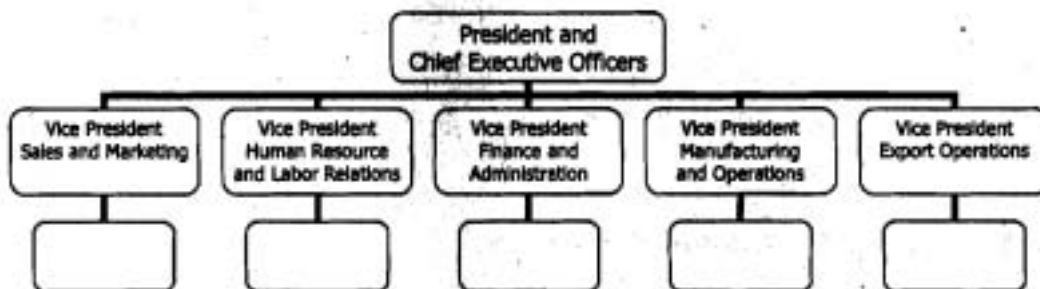 President and
Chief Executive Officers
Vice President
Sales and Marketing
Vice President
Human Resource
and Labor Relations
Vice President
Finance and
Administration
Vice President
Manufacturing
and Operations
Vice President
Export Operations